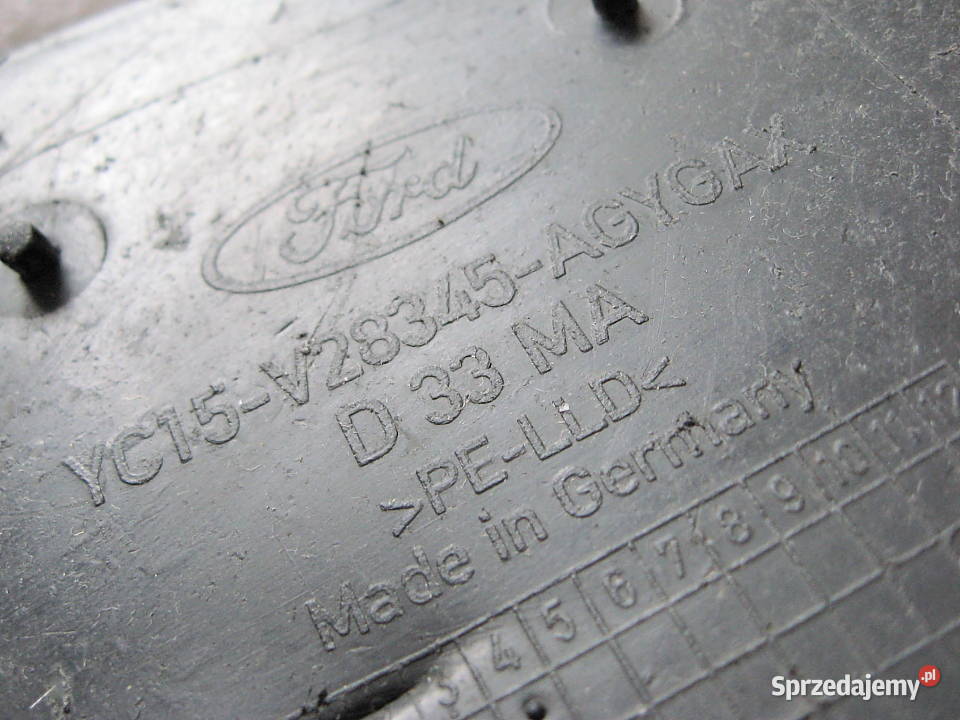 Ford
YC15-V28345-AGYGAX
D 33 MA
>PE-LLD<
Made in Germany
3 4 5 6 7 8 9 10 11 12
Sprzedajemy.pl